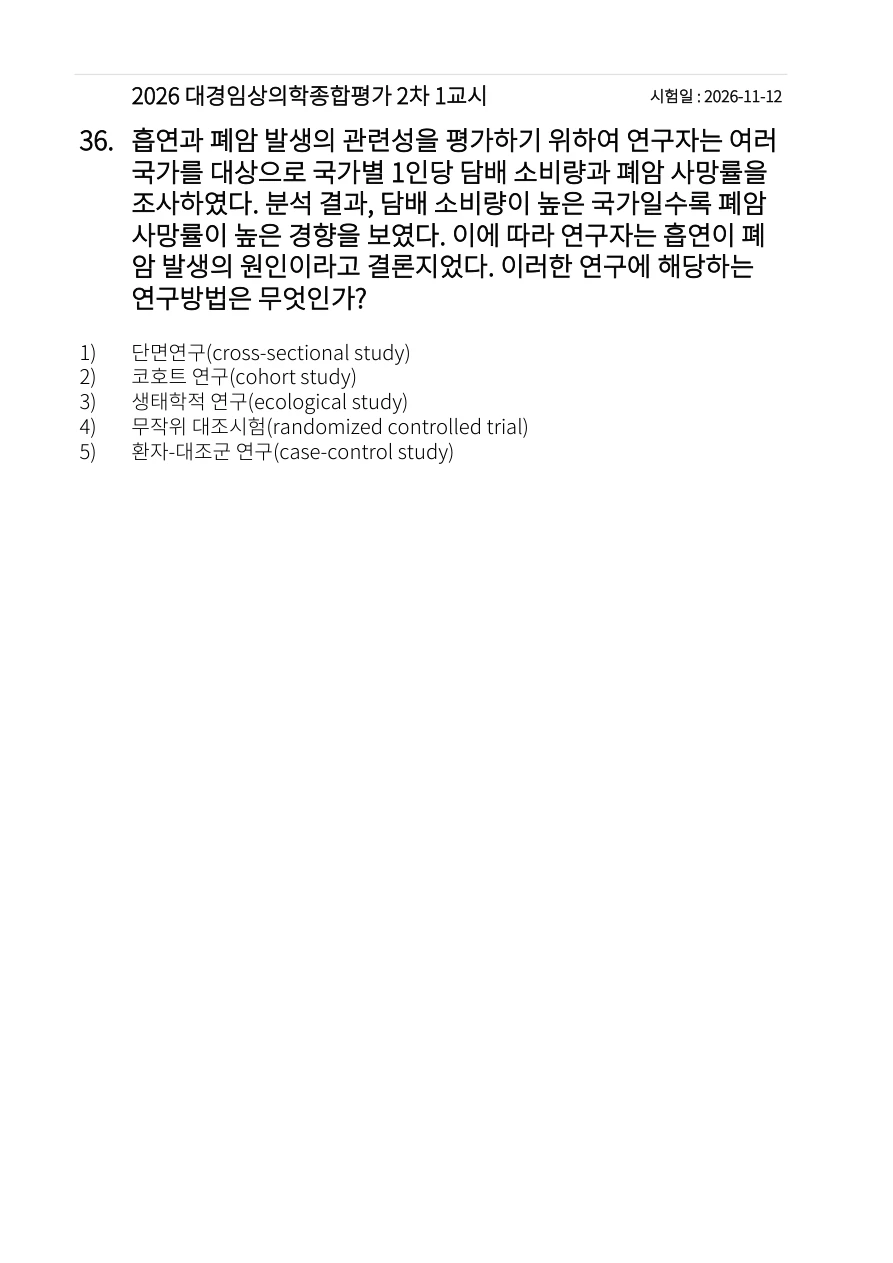 2026 대경임상의학종합평가 2차 1교시 시험일 : 2026-11-12
36. 흡연과 폐암 발생의 관련성을 평가하기 위하여 연구자는 여러
국가를 대상으로 국가별 1인당 담배 소비량과 폐암 사망률을
조사하였다. 분석 결과, 담배 소비량이 높은 국가일수록 폐암
사망률이 높은 경향을 보였다. 이에 따라 연구자는 흡연이 폐
암 발생의 원인이라고 결론지었다. 이러한 연구에 해당하는
연구방법은 무엇인가?
1) 단면연구(cross-sectional study)
2) 코호트 연구(cohort study)
3) 생태학적 연구(ecological study)
4) 무작위 대조시험(randomized controlled trial)
5) 환자-대조군 연구(case-control study)